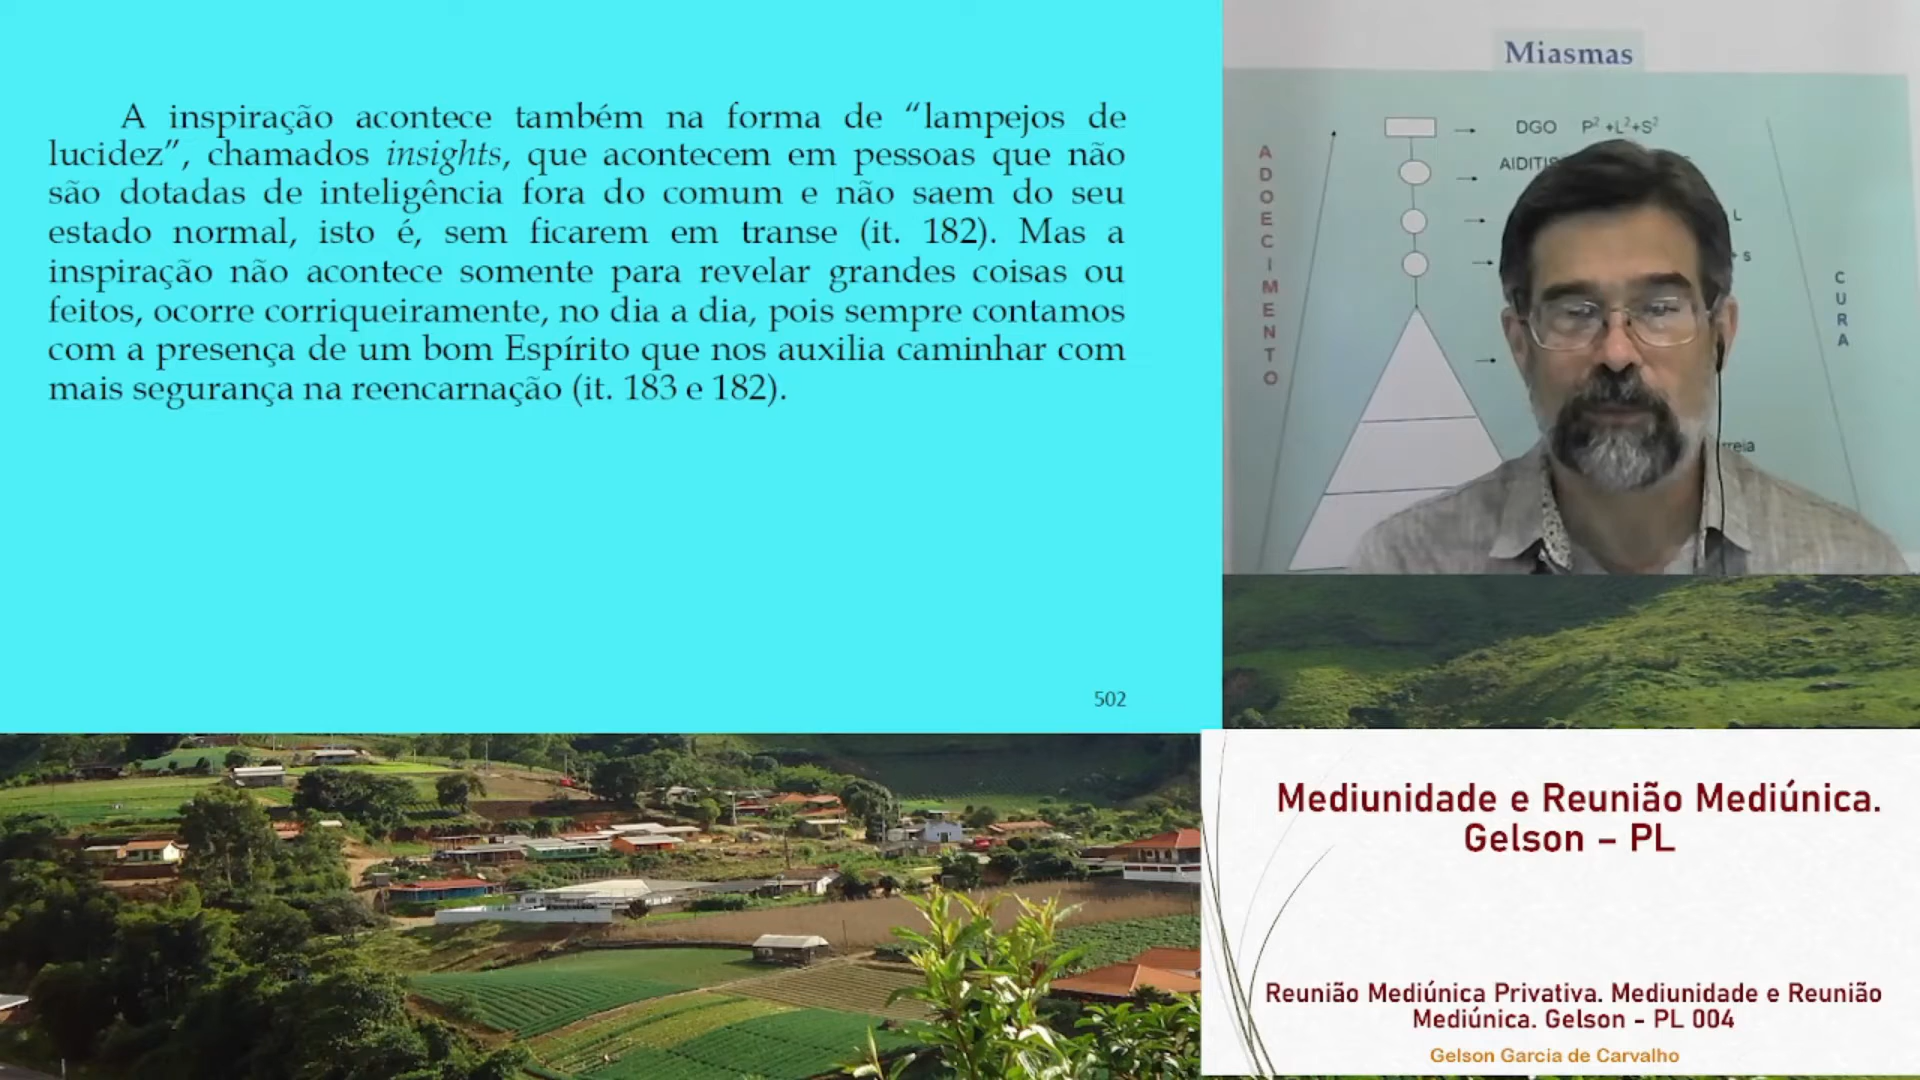 A inspiração acontece também na forma de “lampejos de
lucidez”, chamados insights, que acontecem em pessoas que não
são dotadas de inteligência fora do comum e não saem do seu
estado normal, isto é, sem ficarem em transe (it. 182). Mas a
inspiração não acontece somente para revelar grandes coisas ou
feitos, ocorre corriqueiramente, no dia a dia, pois sempre contamos
com a presença de um bom Espírito que nos auxilia caminhar com
mais segurança na reencarnação (it. 183 e 182).
502
Miasmas
DGO P² +L²+S²
ADOECIMENTO
L
+ s
CURA
Mediunidade e Reunião Mediúnica.
Gelson – PL
Reunião Mediúnica Privativa. Mediunidade e Reunião
Mediúnica. Gelson - PL 004
Gelson Garcia de Carvalho